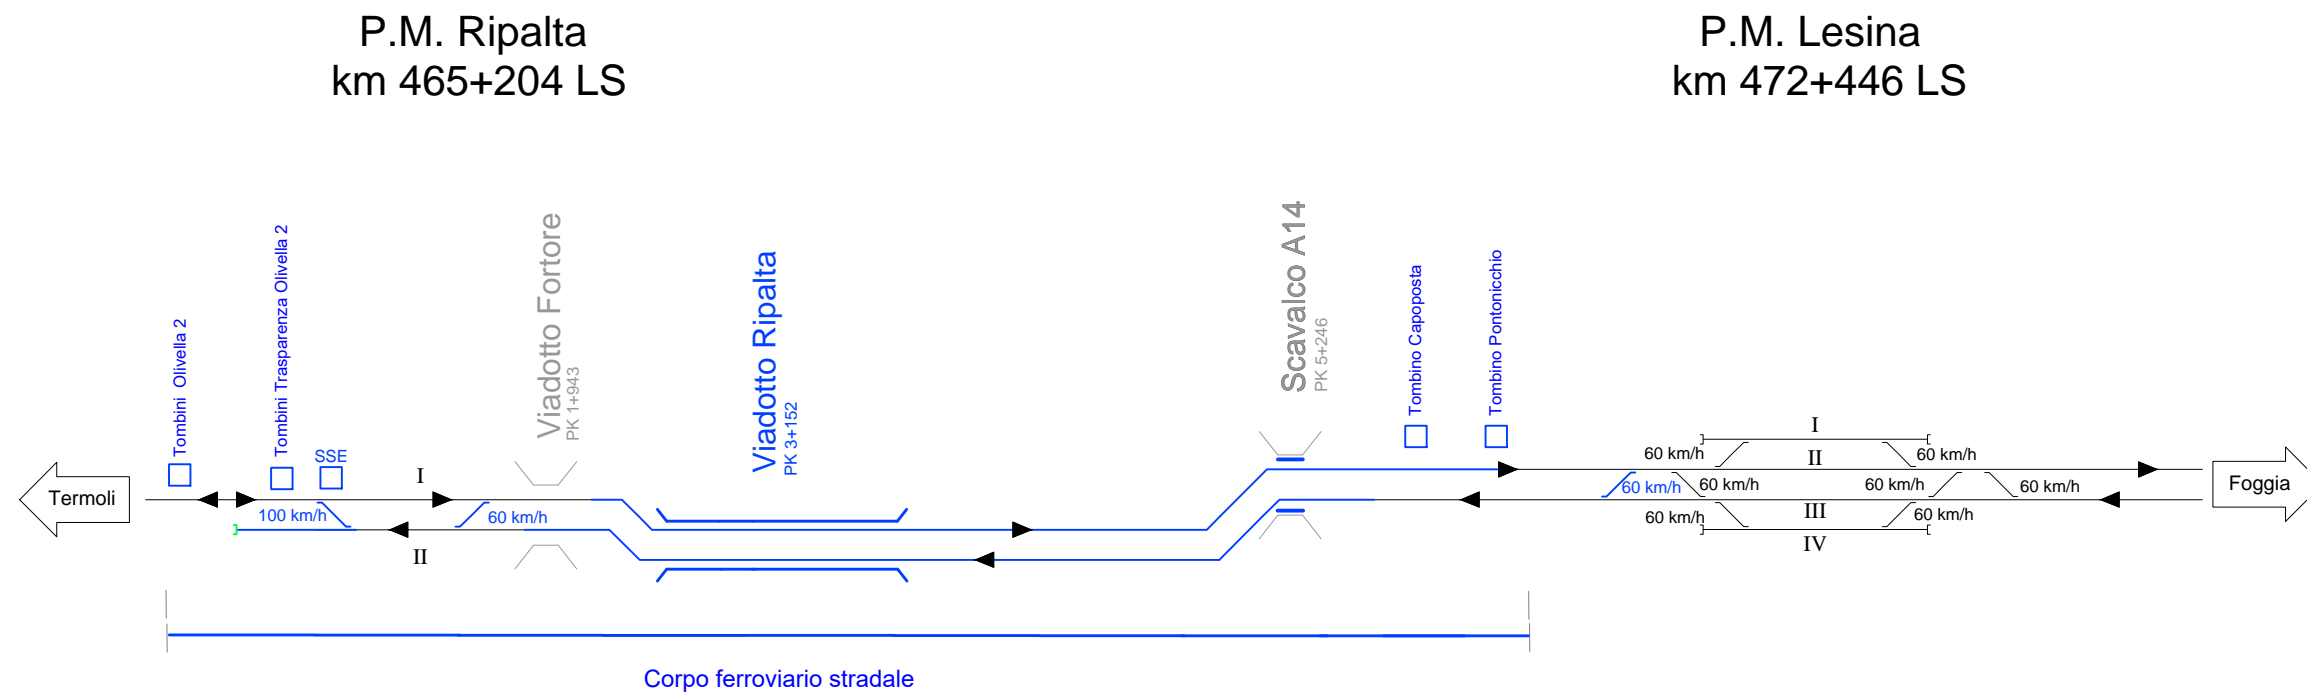 P.M. Ripalta
km 465+204 LS
P.M. Lesina
km 472+446 LS
Tombini Olivella 2
Tombini Trasparenza Olivella 2
SSE
Viadotto Fortore
PK 1+943
Viadotto Ripalta
PK 3+152
Scavalco A14
PK 5+246
Tombino Capoposta
Tombino Pontonicchio
Termoli
I
100 km/h
60 km/h
II
I
60 km/h
60 km/h
II
60 km/h
60 km/h
60 km/h
60 km/h
60 km/h
III
60 km/h
IV
Foggia
Corpo ferroviario stradale